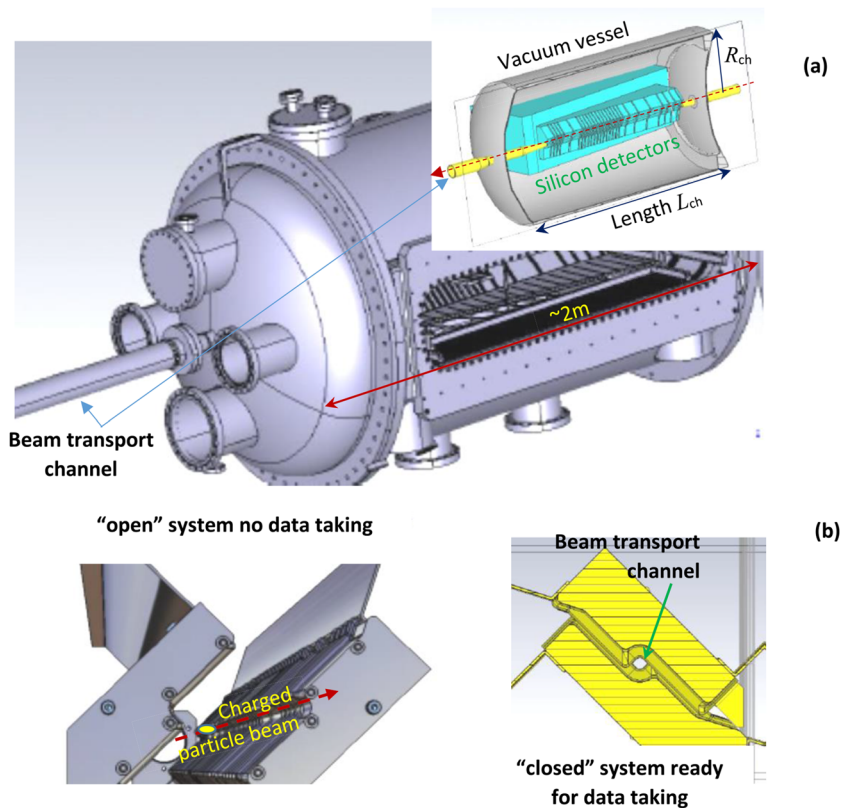 Vacuum vessel
R_ch
(a)
Silicon detectors
Length L_ch
~2m
Beam transport
channel
“open” system no data taking
(b)
Beam transport
channel
Charged
particle beam
“closed” system ready
for data taking